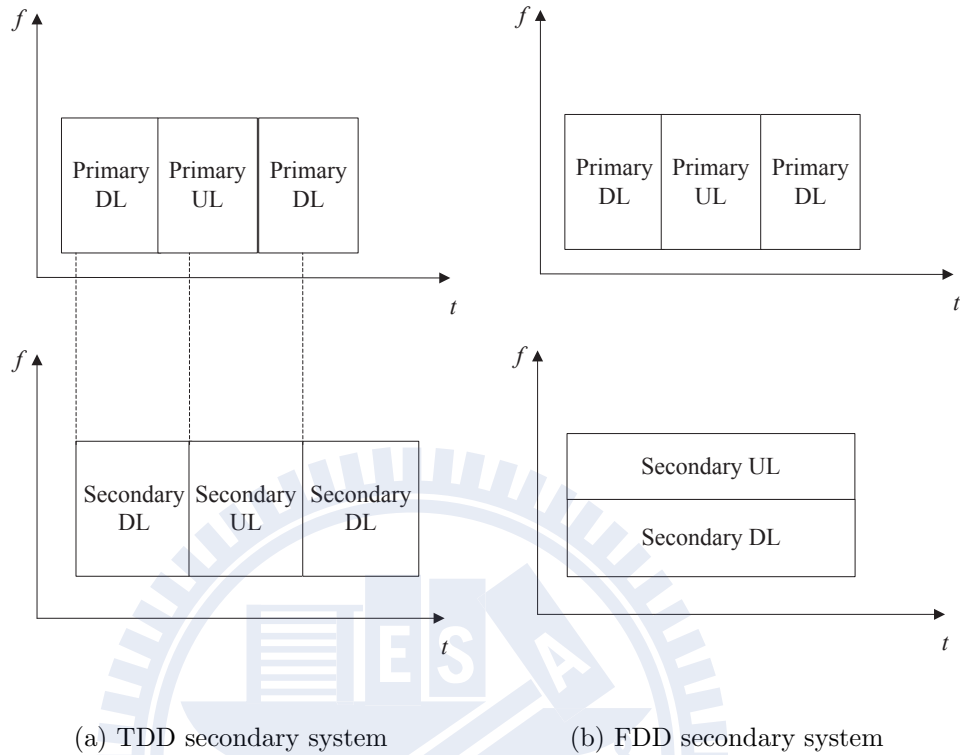 f
Primary DL
Primary UL
Primary DL
t
f
Secondary DL
Secondary UL
Secondary DL
t
(a) TDD secondary system
f
Primary DL
Primary UL
Primary DL
t
f
Secondary UL
Secondary DL
t
(b) FDD secondary system
E S A